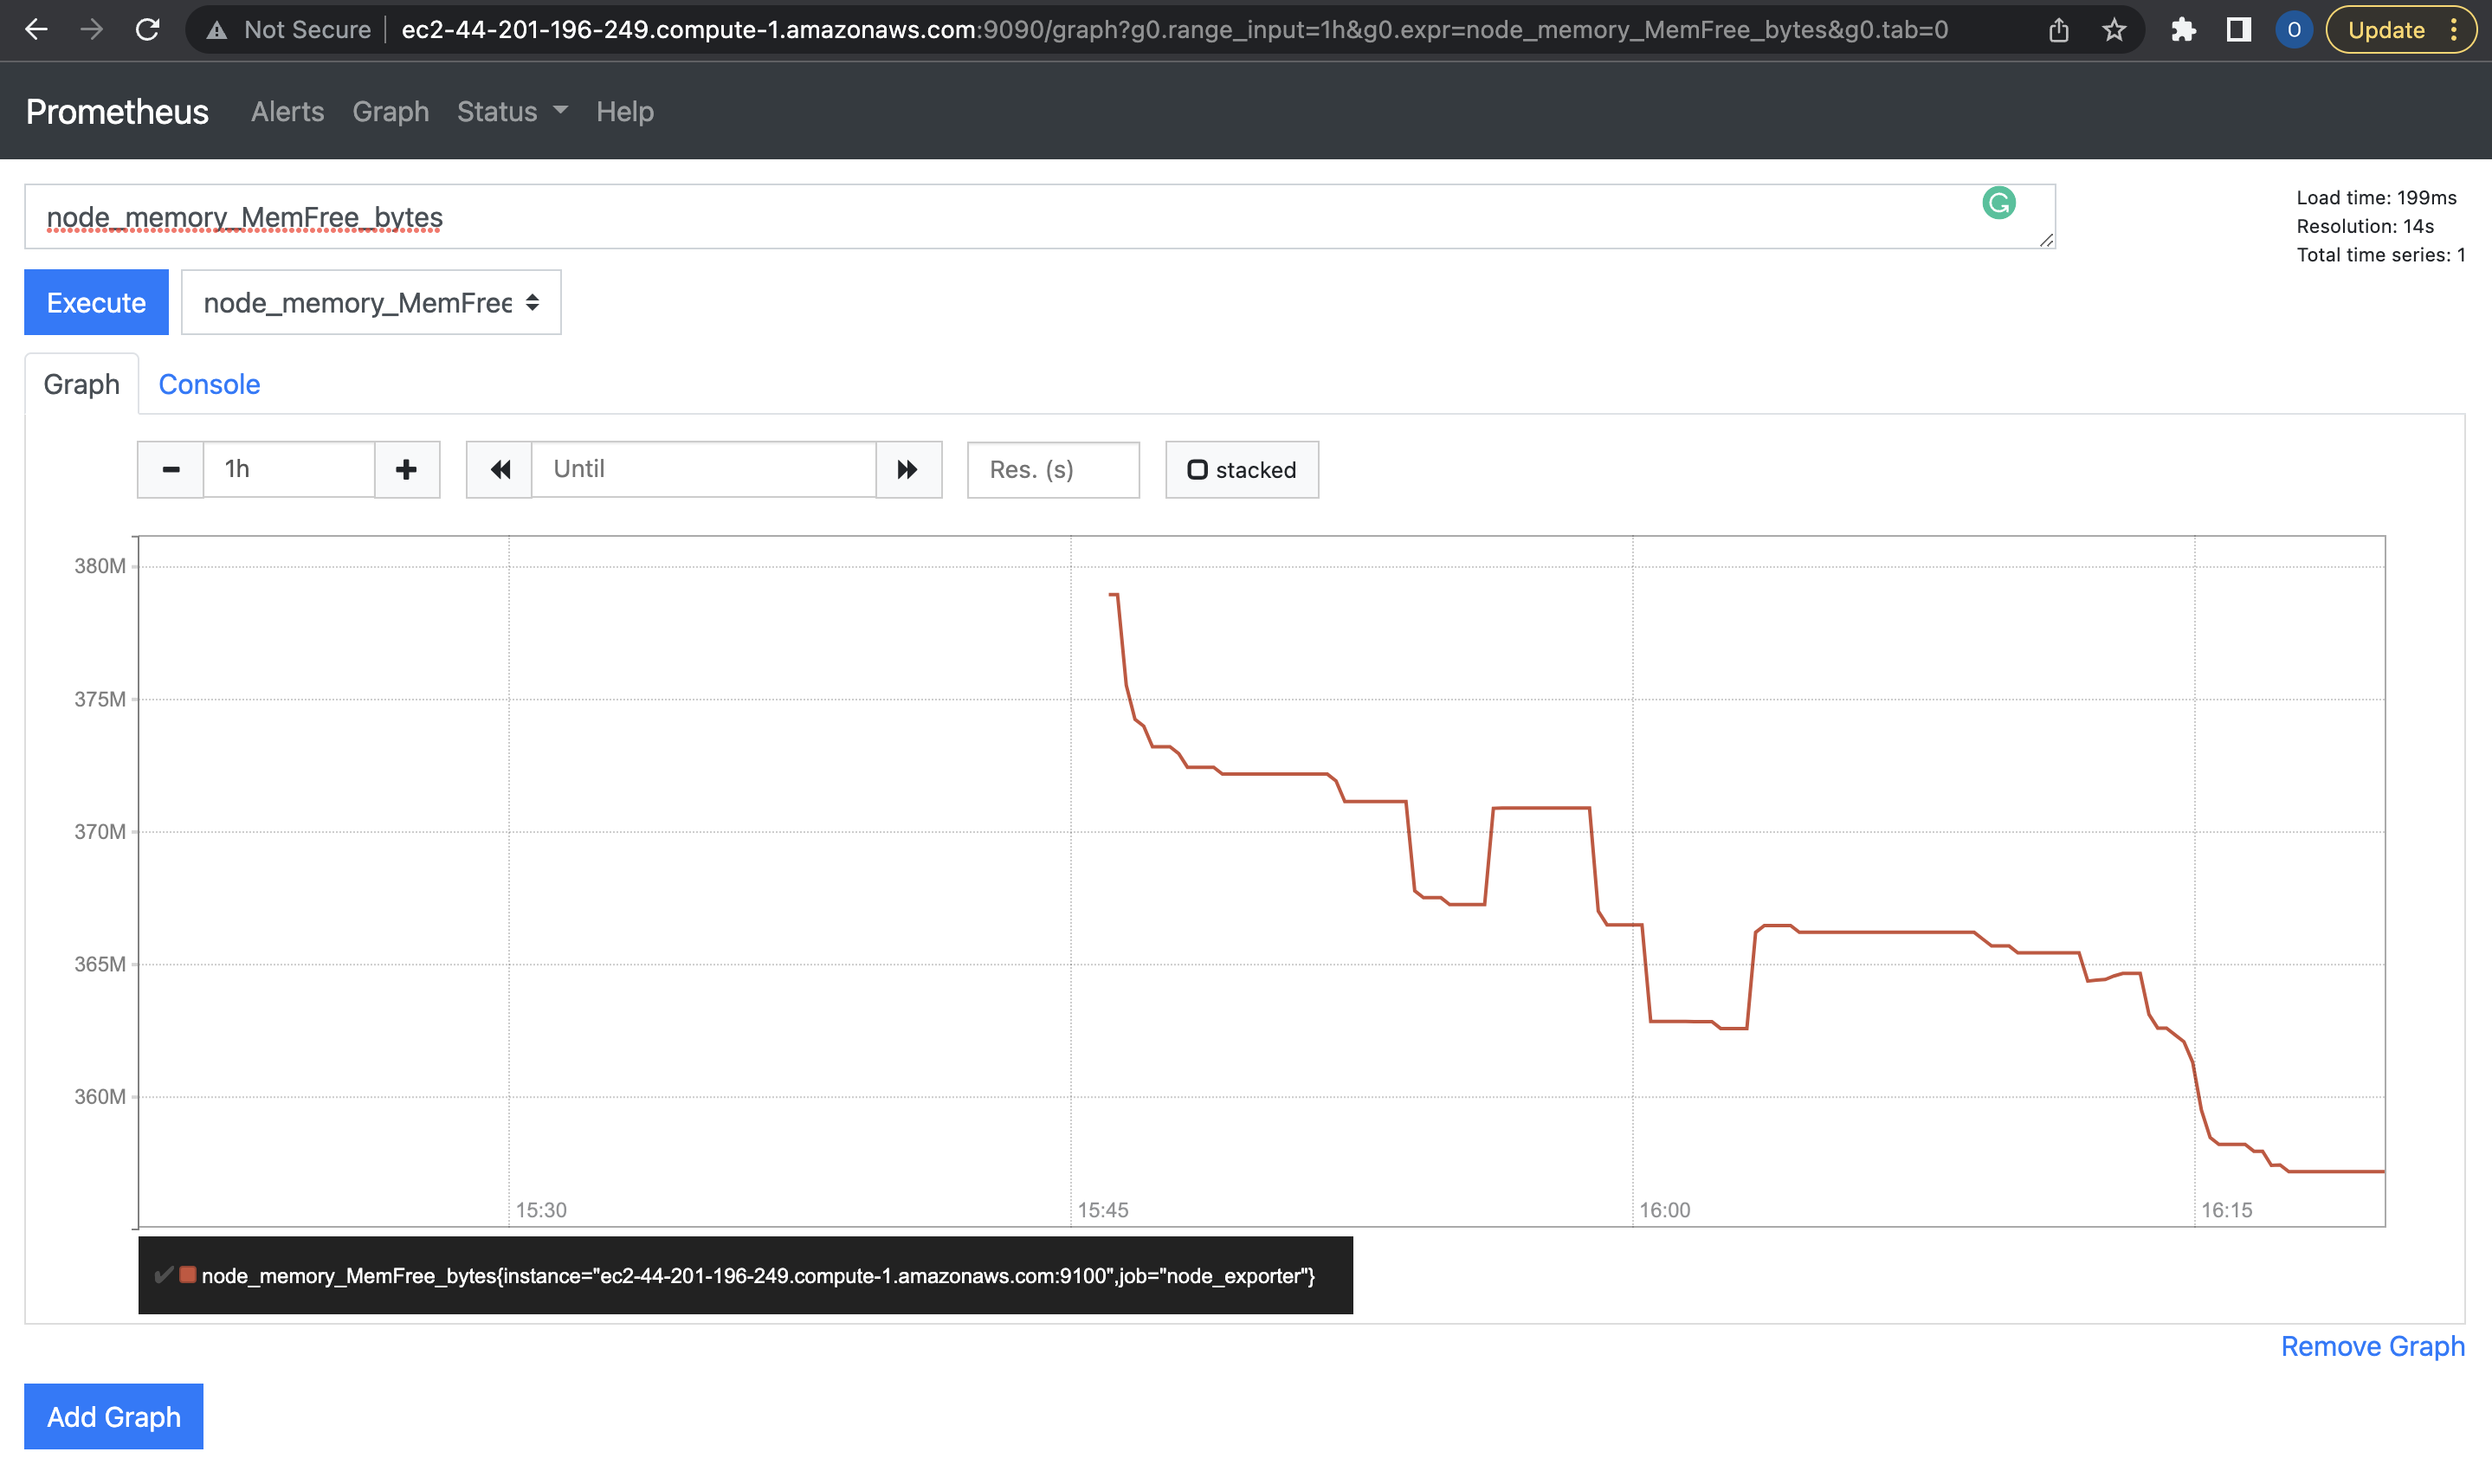 Not Secure ec2-44-201-196-249.compute-1.amazonaws.com:9090/graph?g0.range_input=1h&g0.expr=node_memory_MemFree_bytes&g0.tab=0 O Update
Prometheus Alerts Graph Status Help
node_memory_MemFree_bytes
Load time: 199ms
Resolution: 14s
Total time series: 1
Execute node_memory_MemFree
Graph Console
1h Until Res. (s) stacked
380M
375M
370M
365M
360M
15:30 15:45 16:00 16:15
node_memory_MemFree_bytes{instance="ec2-44-201-196-249.compute-1.amazonaws.com:9100",job="node_exporter"}
Remove Graph
Add Graph